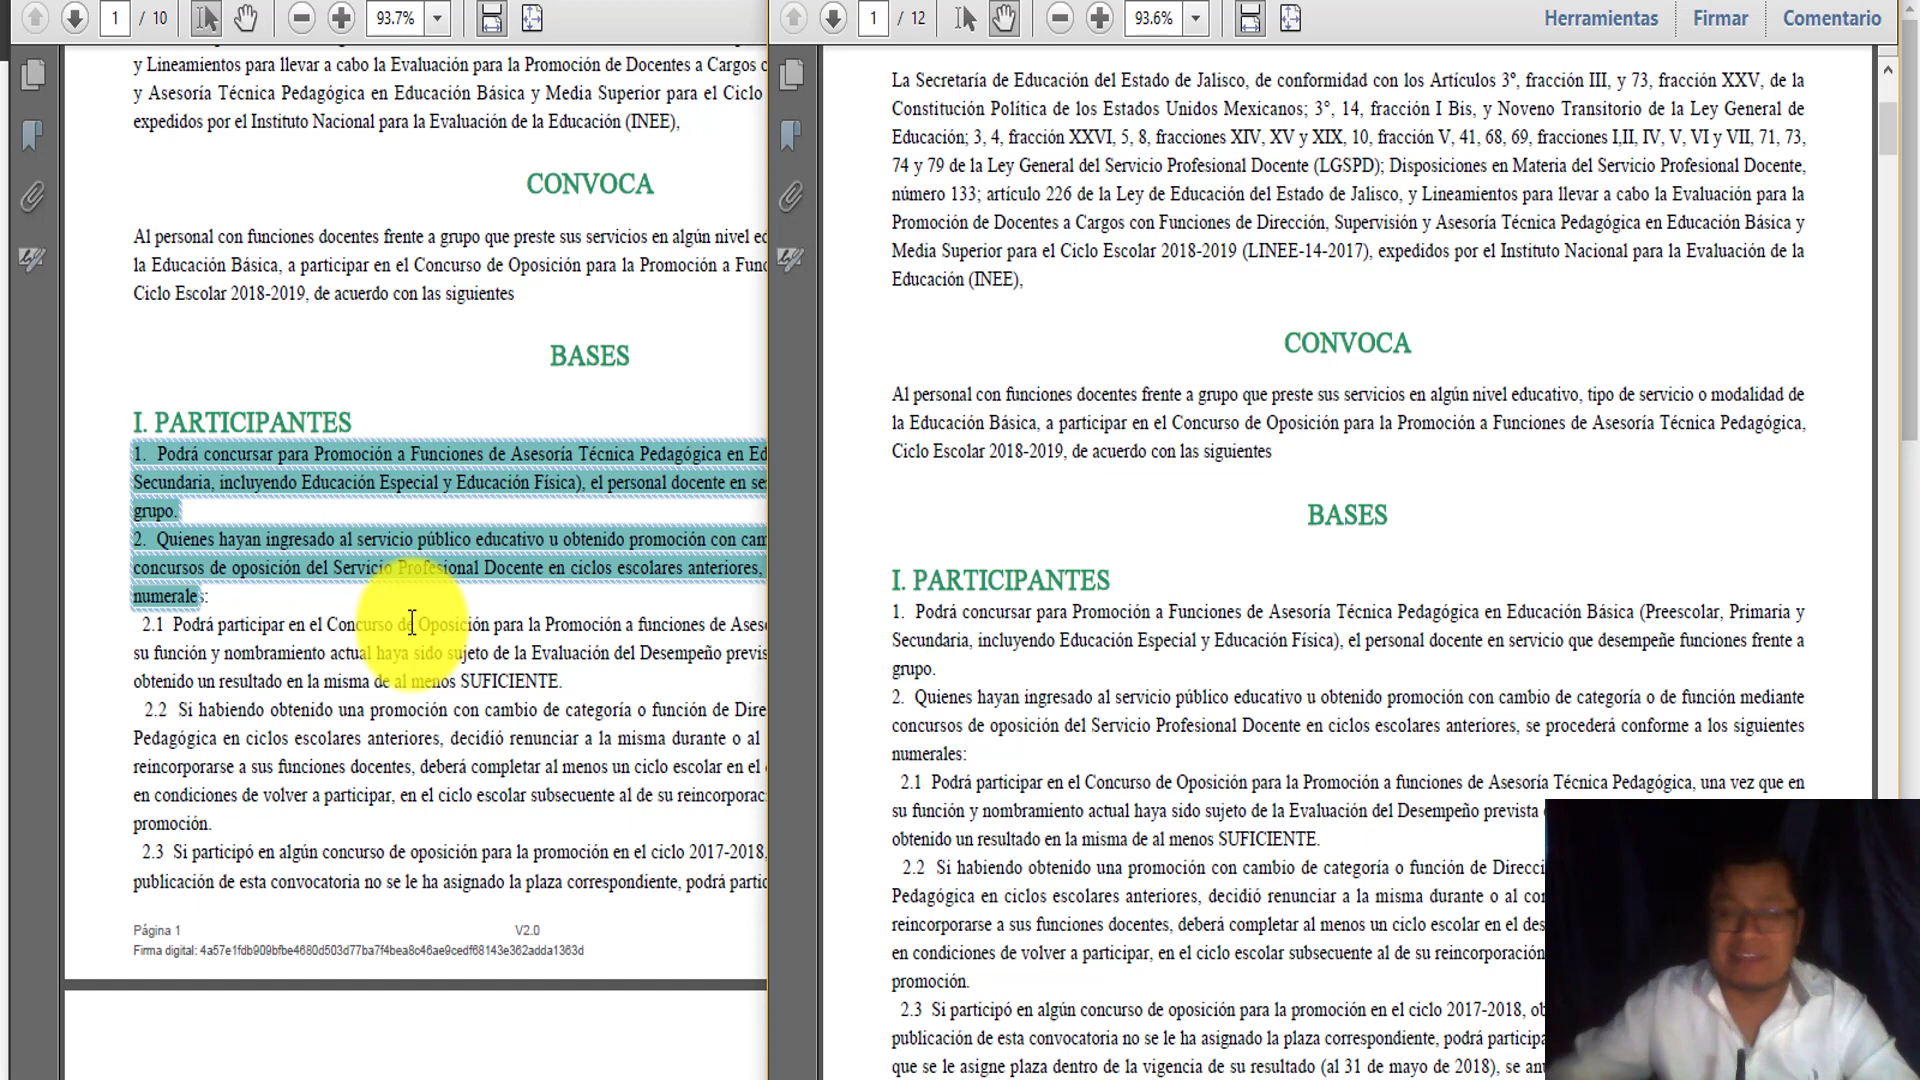 1 / 10 93.7%
y Lineamientos para llevar a cabo la Evaluación para la Promoción de Docentes a Cargos c
y Asesoría Técnica Pedagógica en Educación Básica y Media Superior para el Ciclo
expedidos por el Instituto Nacional para la Evaluación de la Educación (INEE),
CONVOCA
Al personal con funciones docentes frente a grupo que preste sus servicios en algún nivel ed
la Educación Básica, a participar en el Concurso de Oposición para la Promoción a Func
Ciclo Escolar 2018-2019, de acuerdo con las siguientes
BASES
I. PARTICIPANTES
1. Podrá concursar para Promoción a Funciones de Asesoría Técnica Pedagógica en Ed
Secundaria, incluyendo Educación Especial y Educación Física), el personal docente en se
grupo.
2. Quienes hayan ingresado al servicio público educativo u obtenido promoción con cam
concursos de oposición del Servicio Profesional Docente en ciclos escolares anteriores,
numerales:
2.1 Podrá participar en el Concurso de Oposición para la Promoción a funciones de Ases
su función y nombramiento actual haya sido sujeto de la Evaluación del Desempeño previs
obtenido un resultado en la misma de al menos SUFICIENTE.
2.2 Si habiendo obtenido una promoción con cambio de categoría o función de Dire
Pedagógica en ciclos escolares anteriores, decidió renunciar a la misma durante o al
reincorporarse a sus funciones docentes, deberá completar al menos un ciclo escolar en el
en condiciones de volver a participar, en el ciclo escolar subsecuente al de su reincorporac
promoción.
2.3 Si participó en algún concurso de oposición para la promoción en el ciclo 2017-2018,
publicación de esta convocatoria no se le ha asignado la plaza correspondiente, podrá partic
Página 1 V2.0
Firma digital: 4a57e1fdb909bfbe4680d503d77ba7f4bea8c46ae9cedf68143e362adda1363d
1 / 12 93.6% Herramientas Firmar Comentario
La Secretaría de Educación del Estado de Jalisco, de conformidad con los Artículos 3°, fracción III, y 73, fracción XXV, de la
Constitución Política de los Estados Unidos Mexicanos; 3°, 14, fracción I Bis, y Noveno Transitorio de la Ley General de
Educación; 3, 4, fracción XXVI, 5, 8, fracciones XIV, XV y XIX, 10, fracción V, 41, 68, 69, fracciones I,II, IV, V, VI y VII, 71, 73,
74 y 79 de la Ley General del Servicio Profesional Docente (LGSPD); Disposiciones en Materia del Servicio Profesional Docente,
número 133; artículo 226 de la Ley de Educación del Estado de Jalisco, y Lineamientos para llevar a cabo la Evaluación para la
Promoción de Docentes a Cargos con Funciones de Dirección, Supervisión y Asesoría Técnica Pedagógica en Educación Básica y
Media Superior para el Ciclo Escolar 2018-2019 (LINEE-14-2017), expedidos por el Instituto Nacional para la Evaluación de la
Educación (INEE),
CONVOCA
Al personal con funciones docentes frente a grupo que preste sus servicios en algún nivel educativo, tipo de servicio o modalidad de
la Educación Básica, a participar en el Concurso de Oposición para la Promoción a Funciones de Asesoría Técnica Pedagógica,
Ciclo Escolar 2018-2019, de acuerdo con las siguientes
BASES
I. PARTICIPANTES
1. Podrá concursar para Promoción a Funciones de Asesoría Técnica Pedagógica en Educación Básica (Preescolar, Primaria y
Secundaria, incluyendo Educación Especial y Educación Física), el personal docente en servicio que desempeñe funciones frente a
grupo.
2. Quienes hayan ingresado al servicio público educativo u obtenido promoción con cambio de categoría o de función mediante
concursos de oposición del Servicio Profesional Docente en ciclos escolares anteriores, se procederá conforme a los siguientes
numerales:
2.1 Podrá participar en el Concurso de Oposición para la Promoción a funciones de Asesoría Técnica Pedagógica, una vez que en
su función y nombramiento actual haya sido sujeto de la Evaluación del Desempeño prevista
obtenido un resultado en la misma de al menos SUFICIENTE.
2.2 Si habiendo obtenido una promoción con cambio de categoría o función de Direcci
Pedagógica en ciclos escolares anteriores, decidió renunciar a la misma durante o al co
reincorporarse a sus funciones docentes, deberá completar al menos un ciclo escolar en el des
en condiciones de volver a participar, en el ciclo escolar subsecuente al de su reincorporación
promoción.
2.3 Si participó en algún concurso de oposición para la promoción en el ciclo 2017-2018, ob
publicación de esta convocatoria no se le ha asignado la plaza correspondiente, podrá participa
que se le asigne plaza dentro de la vigencia de su resultado (al 31 de mayo de 2018), se anu